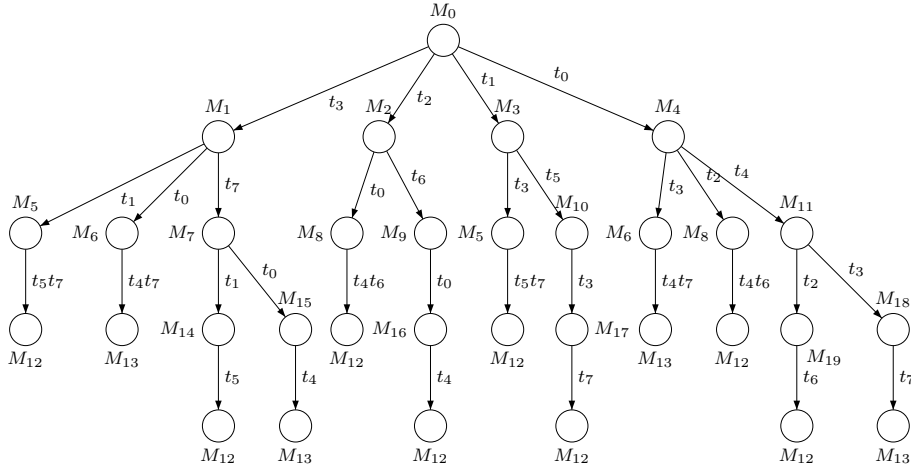 M₀
t₃ t₂ t₁ t₀
M₁ M₂ M₃ M₄
t₁ t₀ t₇ t₀ t₆ t₃ t₅ t₃ t₂ t₄
M₅ M₆ M₇ M₈ M₉ M₅ M₁₀ M₆ M₈ M₁₁
t₅t₇ t₄t₇ t₁ t₀ t₄t₆ t₀ t₅t₇ t₃ t₄t₇ t₄t₆ t₂ t₃
M₁₂ M₁₃ M₁₄ M₁₅ M₁₂ M₁₆ M₁₂ M₁₇ M₁₃ M₁₂ M₁₉ M₁₈
t₅ t₄ t₄ t₇ t₆ t₇
M₁₂ M₁₃ M₁₂ M₁₂ M₁₂ M₁₃